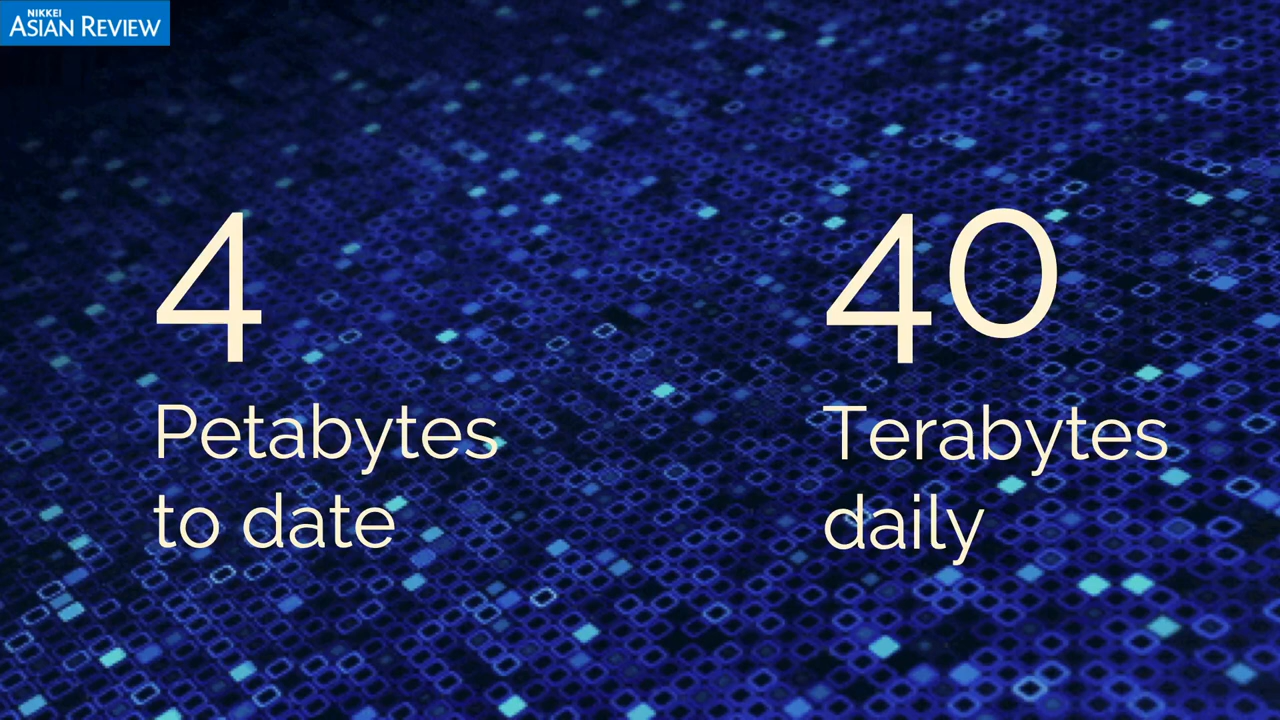 NIKKEI
ASIAN REVIEW
4
Petabytes
to date
40
Terabytes
daily